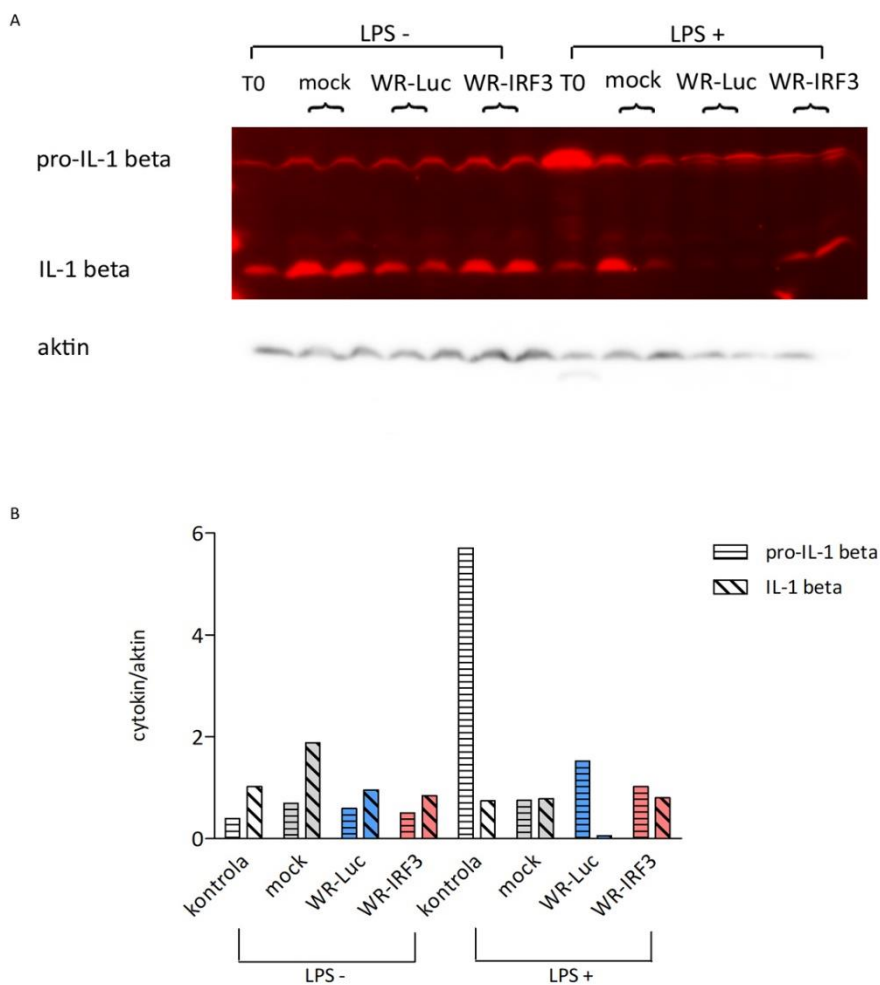 A
LPS - LPS +
T0 mock WR-Luc WR-IRF3 T0 mock WR-Luc WR-IRF3
pro-IL-1 beta
IL-1 beta
aktin
B
6
4
2
0
cytokin/aktin
pro-IL-1 beta
IL-1 beta
kontrola mock WR-Luc WR-IRF3 kontrola mock WR-Luc WR-IRF3
LPS - LPS +